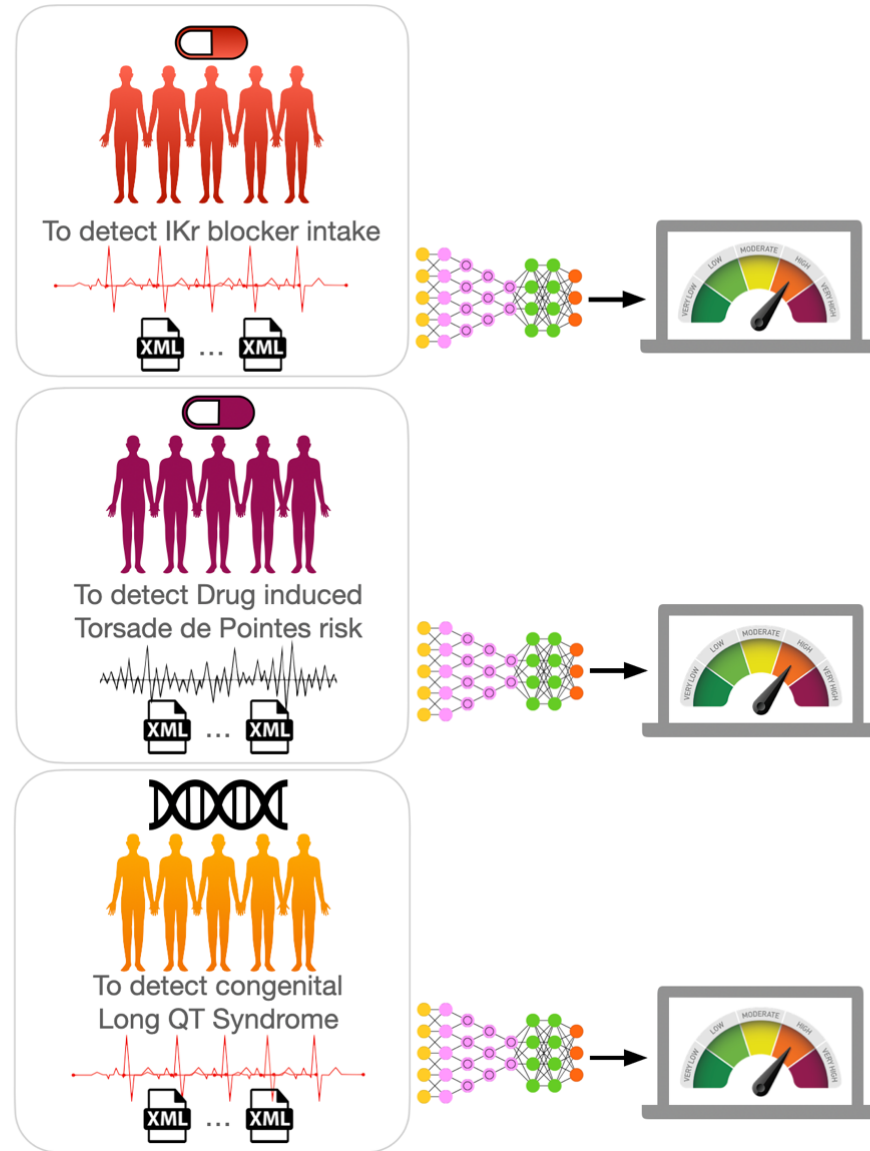 To detect IKr blocker intake
XML ... XML
VERY LOW LOW MODERATE HIGH VERY HIGH
To detect Drug induced
Torsade de Pointes risk
XML ... XML
VERY LOW LOW MODERATE HIGH VERY HIGH
To detect congenital
Long QT Syndrome
XML ... XML
VERY LOW LOW MODERATE HIGH VERY HIGH